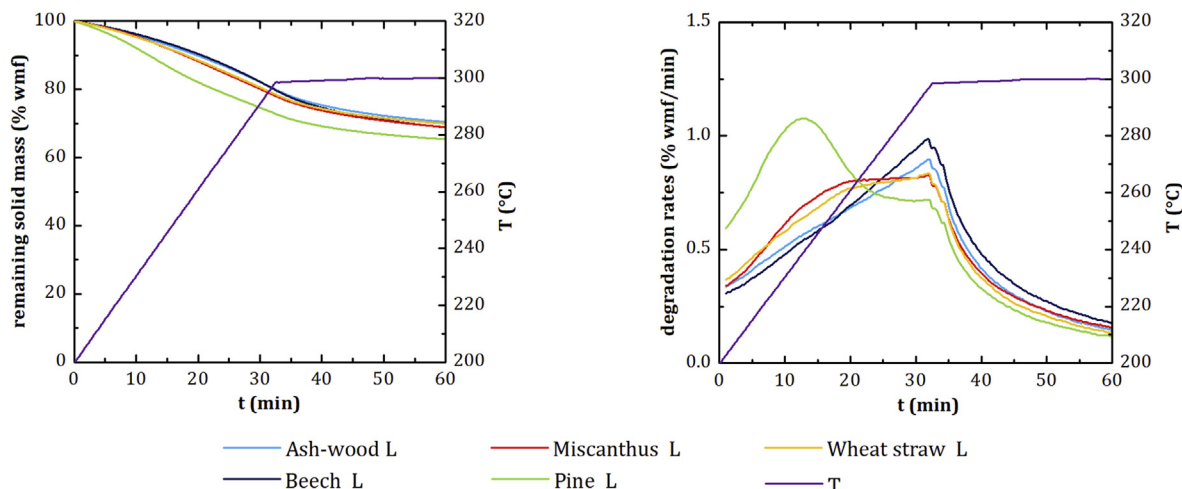 remaining solid mass (% wmf)
100
80
60
40
20
0
0 10 20 30 40 50 60
t (min)
320
300
280
260
240
220
200
T (°C)
degradation rates (% wmf/min)
1.5
1.25
1.0
0.5
0.0
0 10 20 30 40 50 60
t (min)
320
300
280
260
240
220
200
T (°C)
Ash-wood L Miscanthus L Wheat straw L
Beech L Pine L T